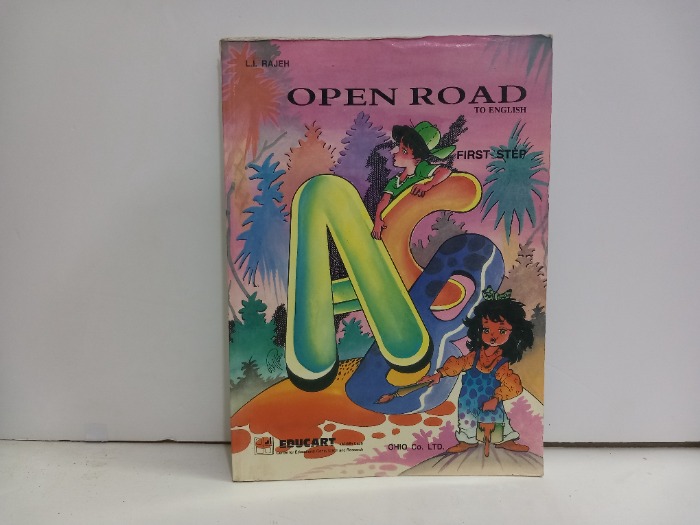 L.I. RAJEH
OPEN ROAD
TO ENGLISH
FIRST-STEP
A B C
EDUCART
OHIO Co. LTD.